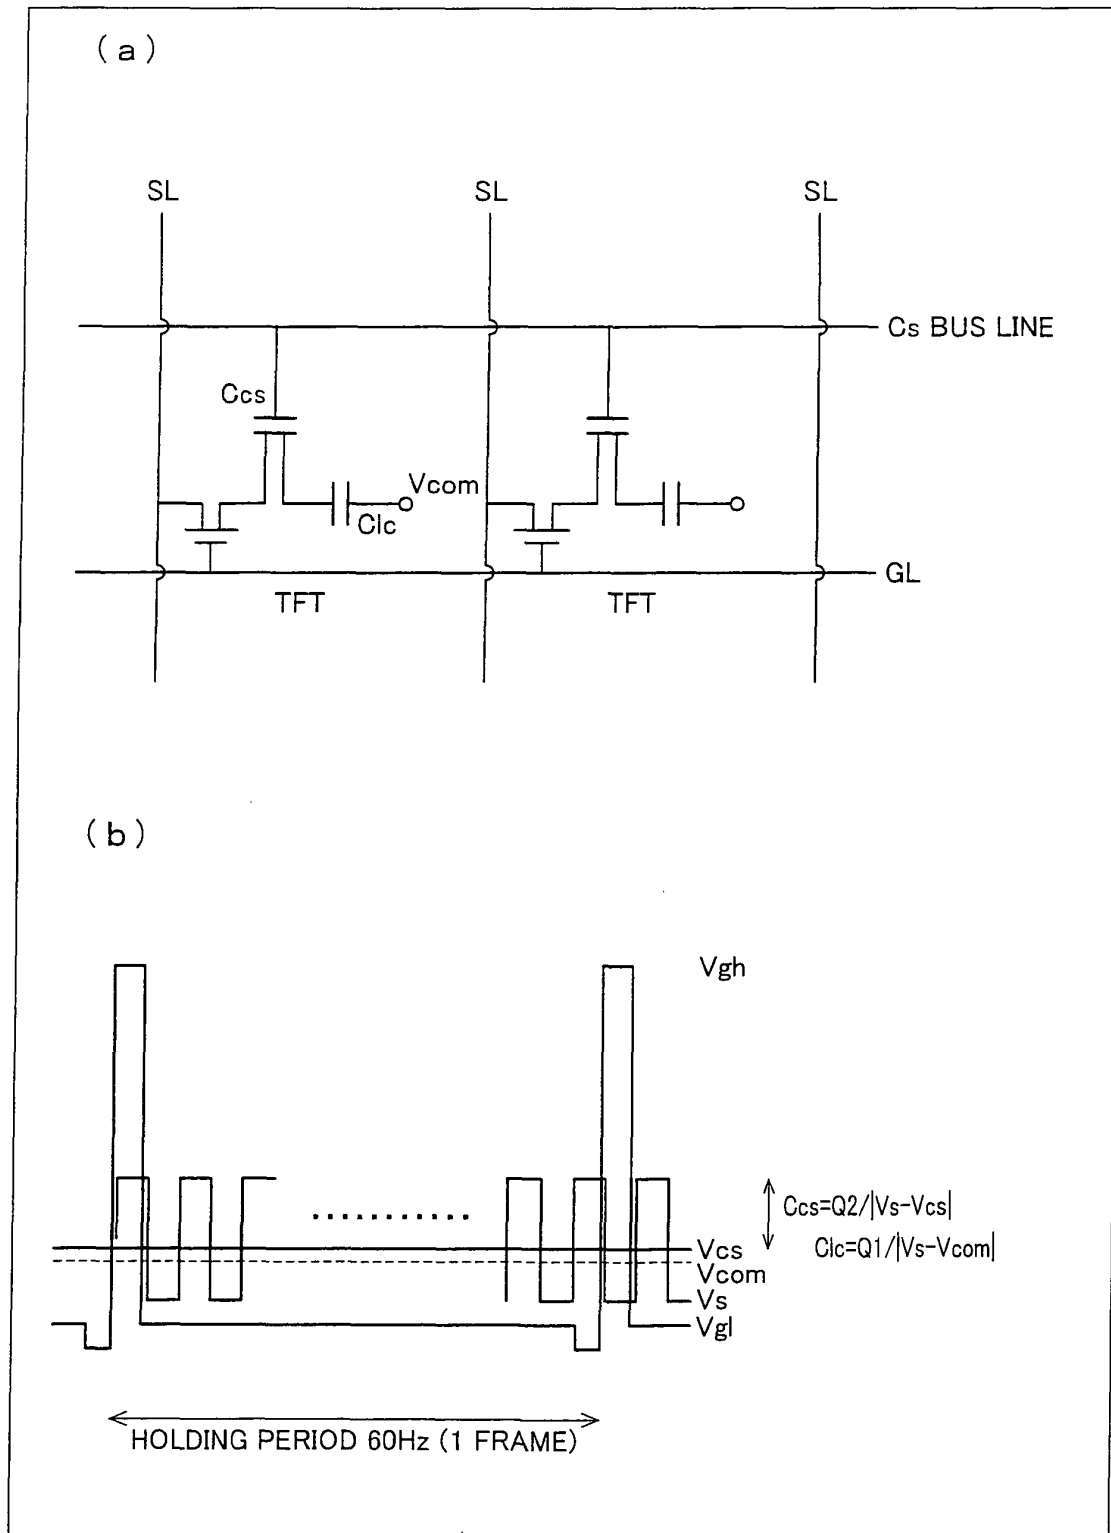 (a)
SL SL SL
Cs BUS LINE
Ccs
Vcom
Clc
GL
TFT TFT
(b)
Vgh
Ccs=Q2/|Vs-Vcs|
Clc=Q1/|Vs-Vcom|
Vcs
Vcom
Vs
Vgl
HOLDING PERIOD 60Hz (1 FRAME)